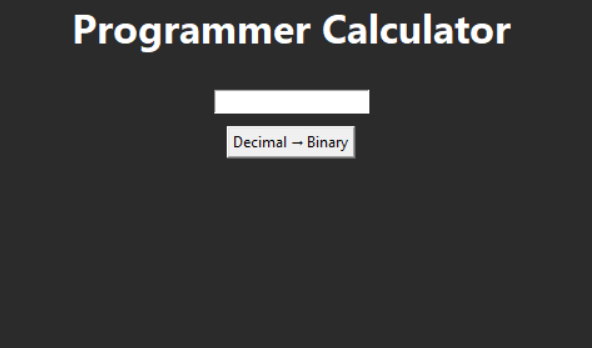 Programmer Calculator
Decimal → Binary